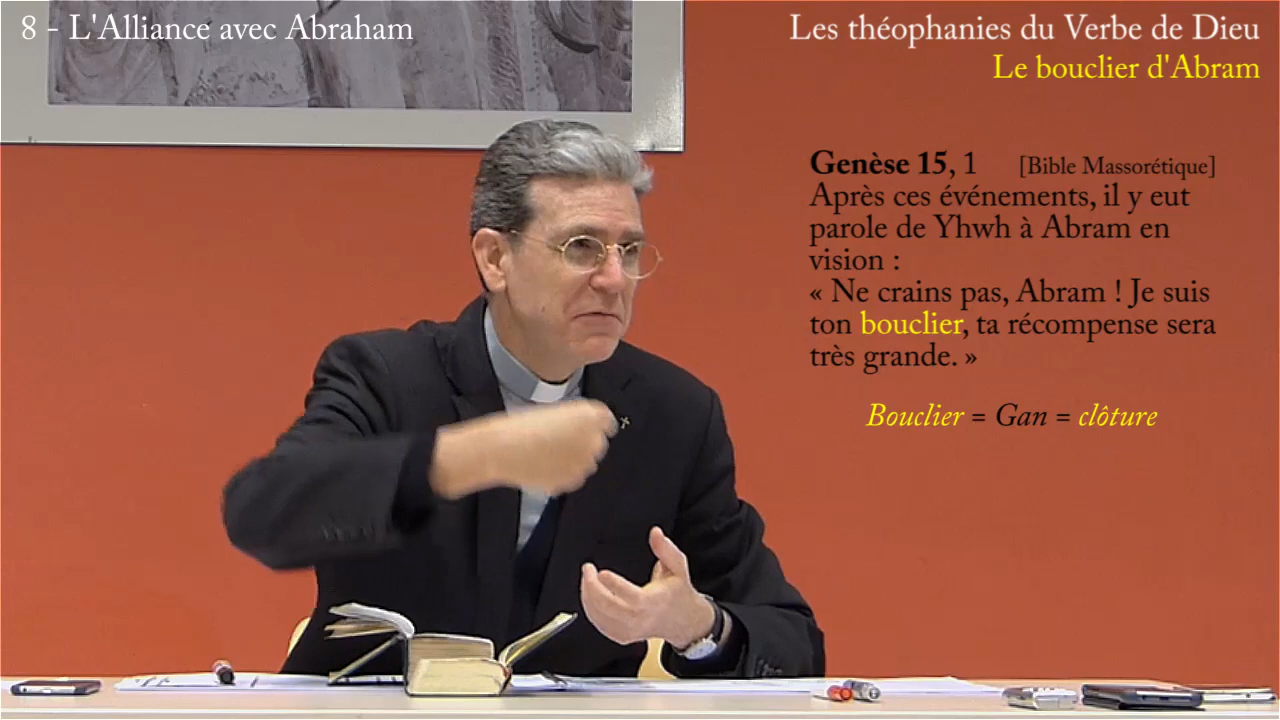 8 - L'Alliance avec Abraham
Les théophanies du Verbe de Dieu
Le bouclier d'Abram
Genèse 15, 1 [Bible Massorétique]
Après ces événements, il y eut
parole de Yhwh à Abram en
vision :
« Ne crains pas, Abram ! Je suis
ton bouclier, ta récompense sera
très grande. »
Bouclier = Gan = clôture